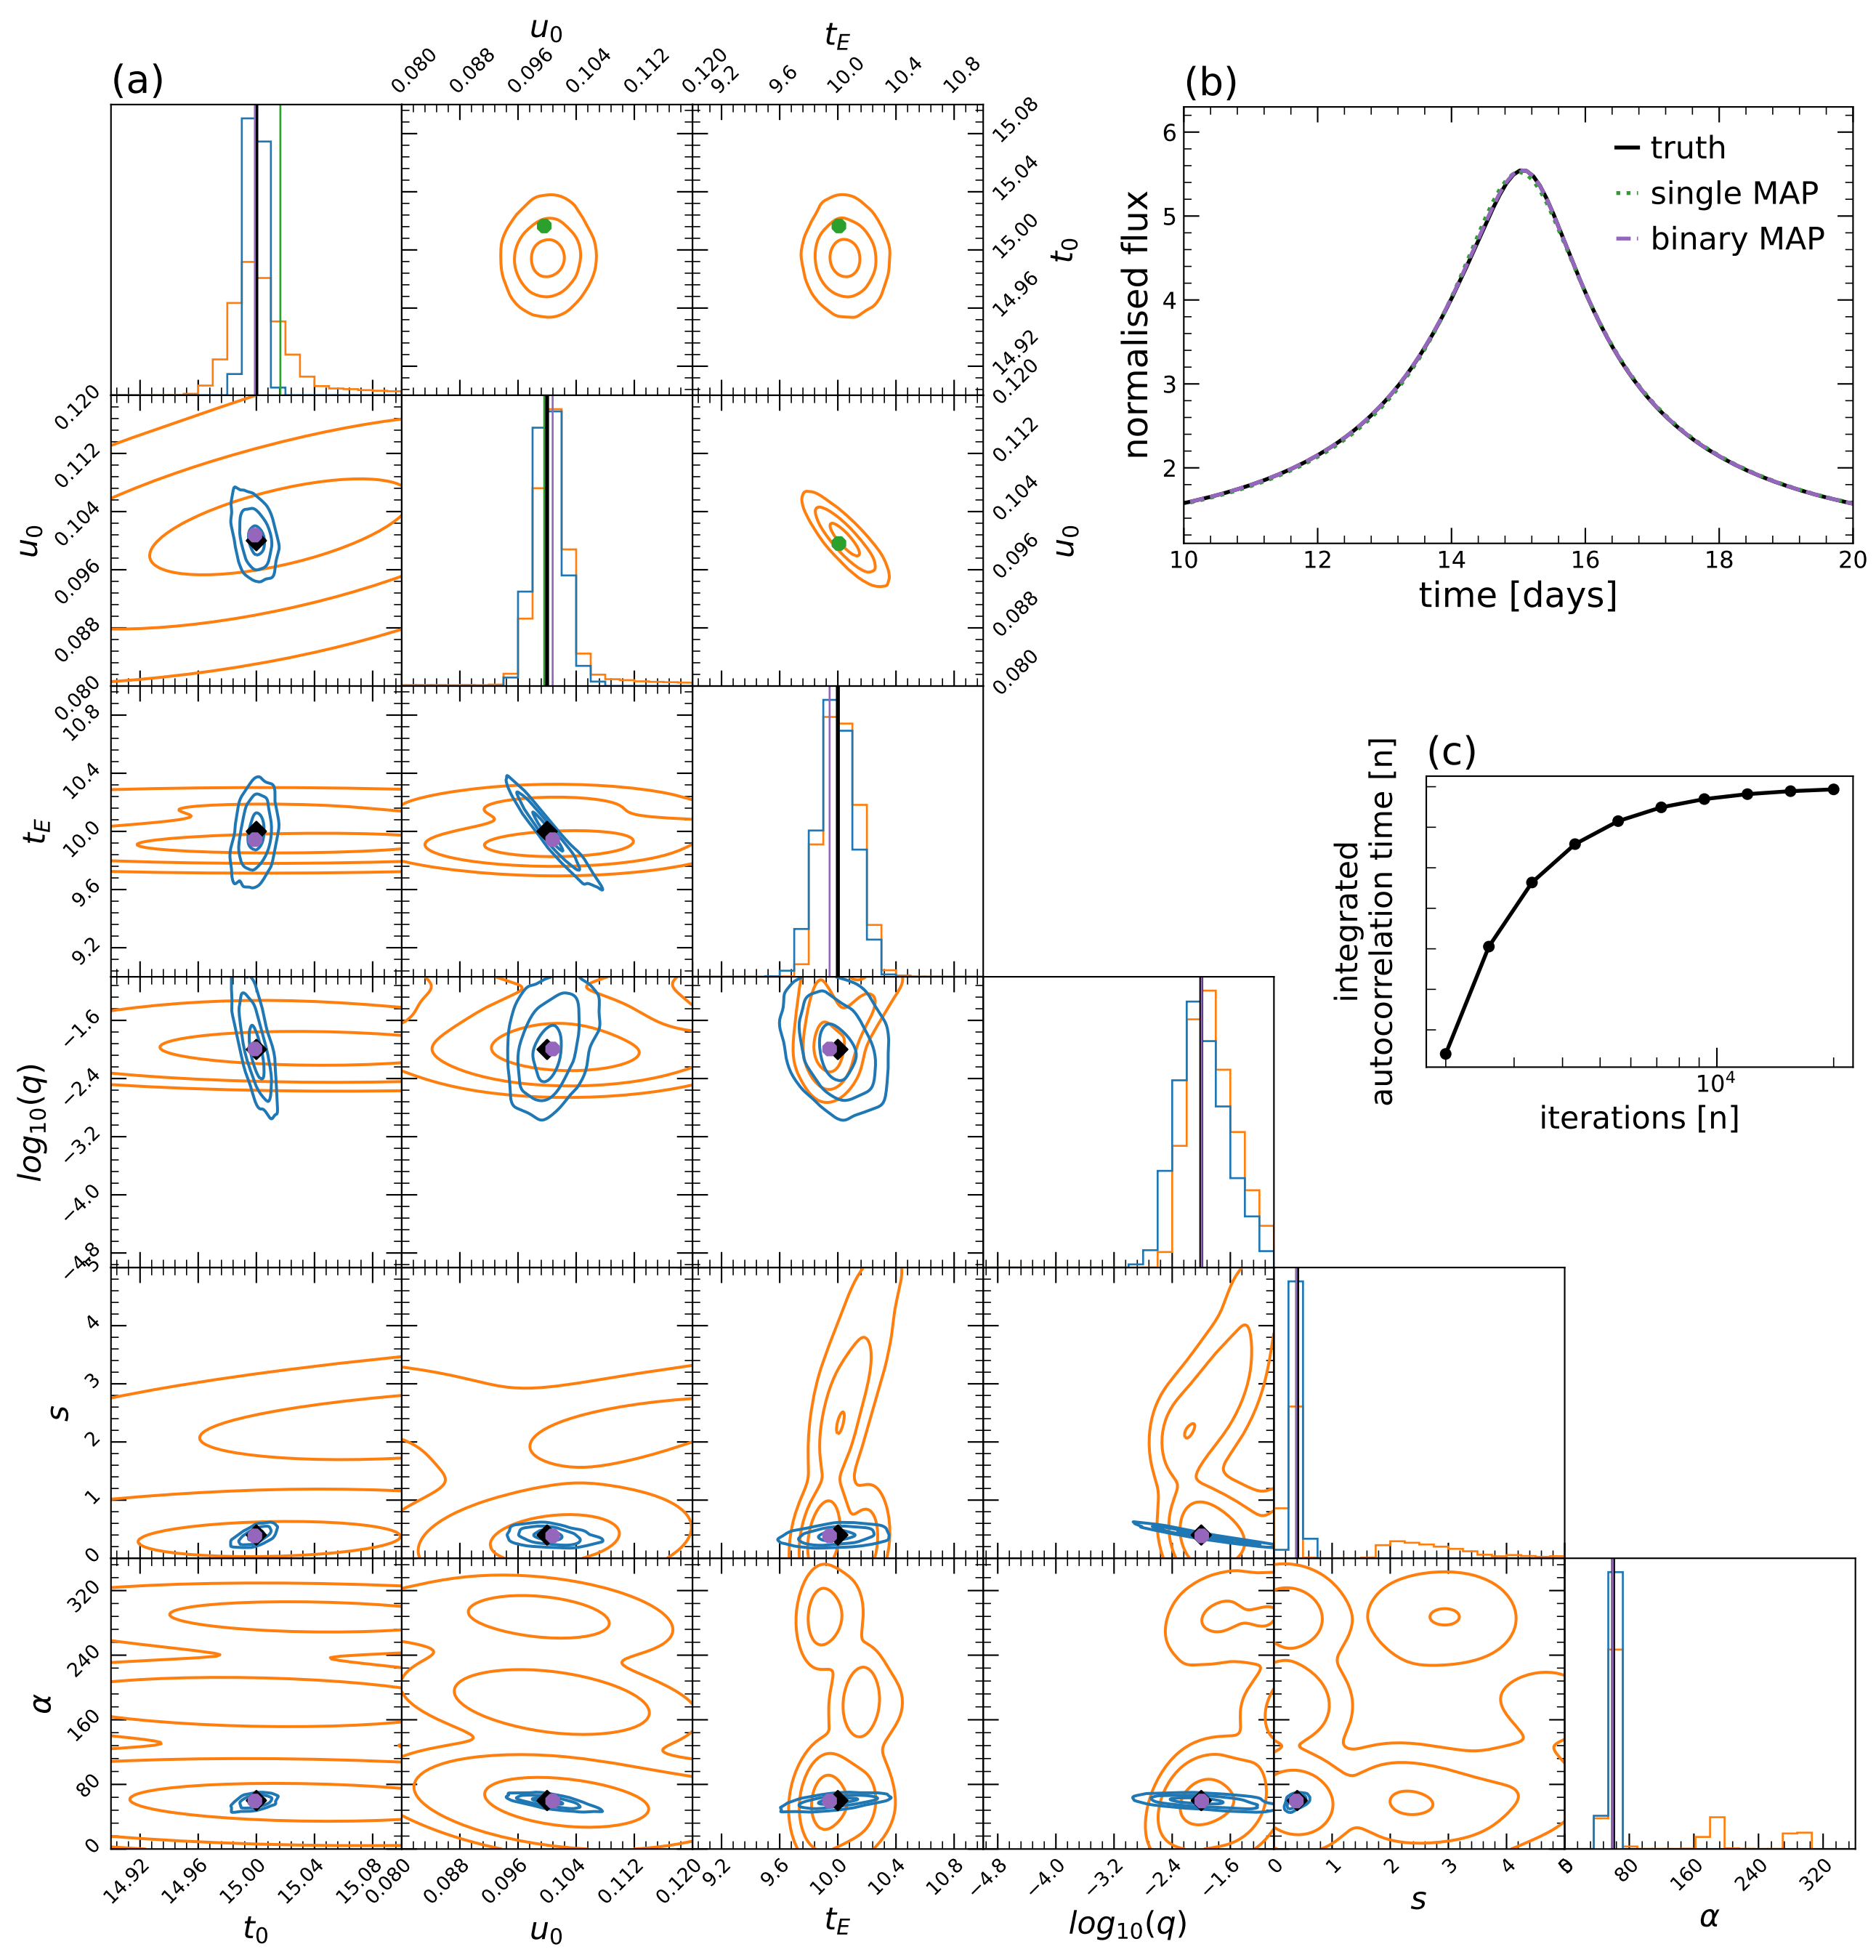 (a)
u0
0.080 0.088 0.096 0.104 0.112 0.120
tE
9.2 9.6 10.0 10.4 10.8
15.08 15.04 15.00 14.96 14.92
t0
0.120 0.112 0.104 0.096 0.088 0.080
u0
0.120 0.112 0.104 0.096 0.088 0.080
u0
10.8 10.4 10.0 9.6 9.2
tE
−1.6 −2.4 −3.2 −4.0 −4.8
log10(q)
4 3 2 1 0
s
320 240 160 80 0
α
14.92 14.96 15.00 15.04 15.08
t0
0.080 0.088 0.096 0.104 0.112 0.120
u0
9.2 9.6 10.0 10.4 10.8
tE
−4.8 −4.0 −3.2 −2.4 −1.6
log10(q)
0 1 2 3 4
s
0 80 160 240 320
α
(b)
normalised flux
6
5
4
3
2
truth
single MAP
binary MAP
10 12 14 16 18 20
time [days]
(c)
integrated
autocorrelation time [n]
10^4
iterations [n]